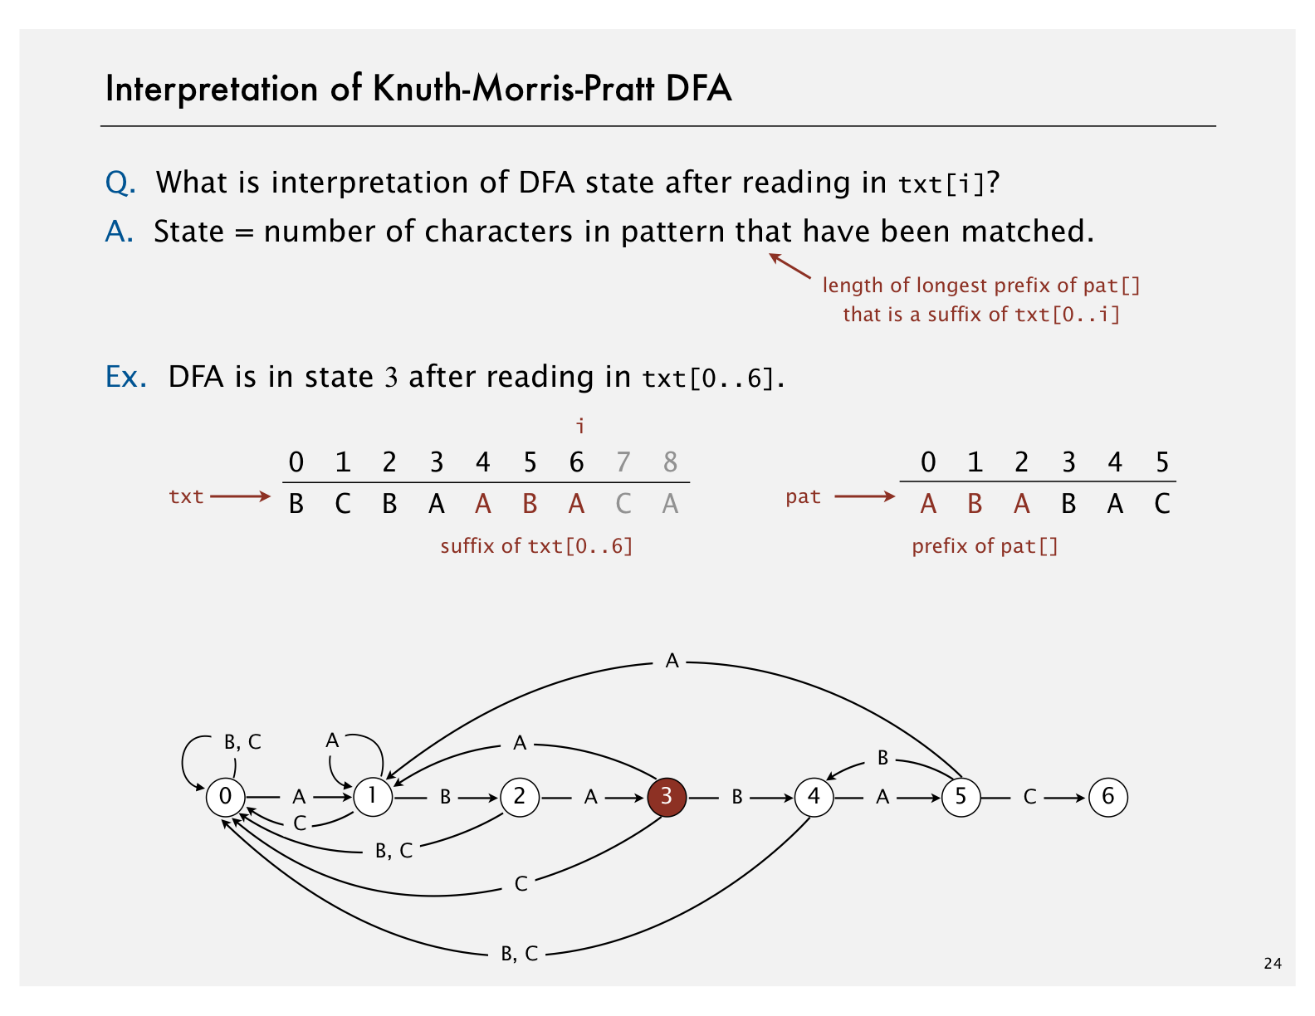 Interpretation of Knuth-Morris-Pratt DFA
Q. What is interpretation of DFA state after reading in txt[i]?
A. State = number of characters in pattern that have been matched.
length of longest prefix of pat[]
that is a suffix of txt[0..i]
Ex. DFA is in state 3 after reading in txt[0..6].
i
0 1 2 3 4 5 6 7 8
txt B C B A A B A C A
suffix of txt[0..6]
0 1 2 3 4 5
pat A B A B A C
prefix of pat[]
A
B, C A A B
0 A 1 B 2 A 3 B 4 A 5 C 6
C
B, C
C
B, C
24